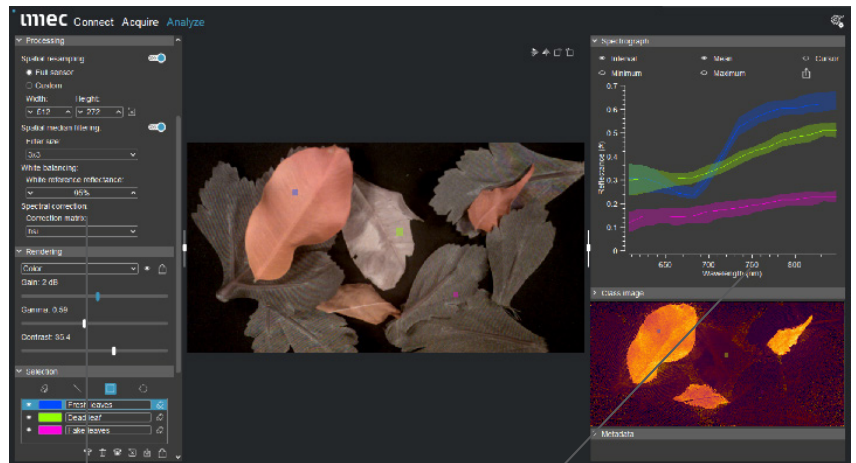 imec Connect Acquire Analyze
Processing
Spatial resampling:
Full sensor
Custom
Width: Height:
512 272
Spatial median filtering:
Filter size:
3x3
White balancing:
White reference reflectance:
95%
Spectral correction:
Correction matrix:
Rendering
Color
Gain: 2 dB
Gamma: 0.59
Contrast: 35.4
Selection
Fresh leaves
Dead leaf
Fake leaves
Spectrograph
Interval Mean Cursor
Minimum Maximum
0.7
0.6
0.5
0.4
0.3
0.2
0.1
0
Reflectance (R)
650 700 750 800
Wavelength (nm)
Class image
Metadata